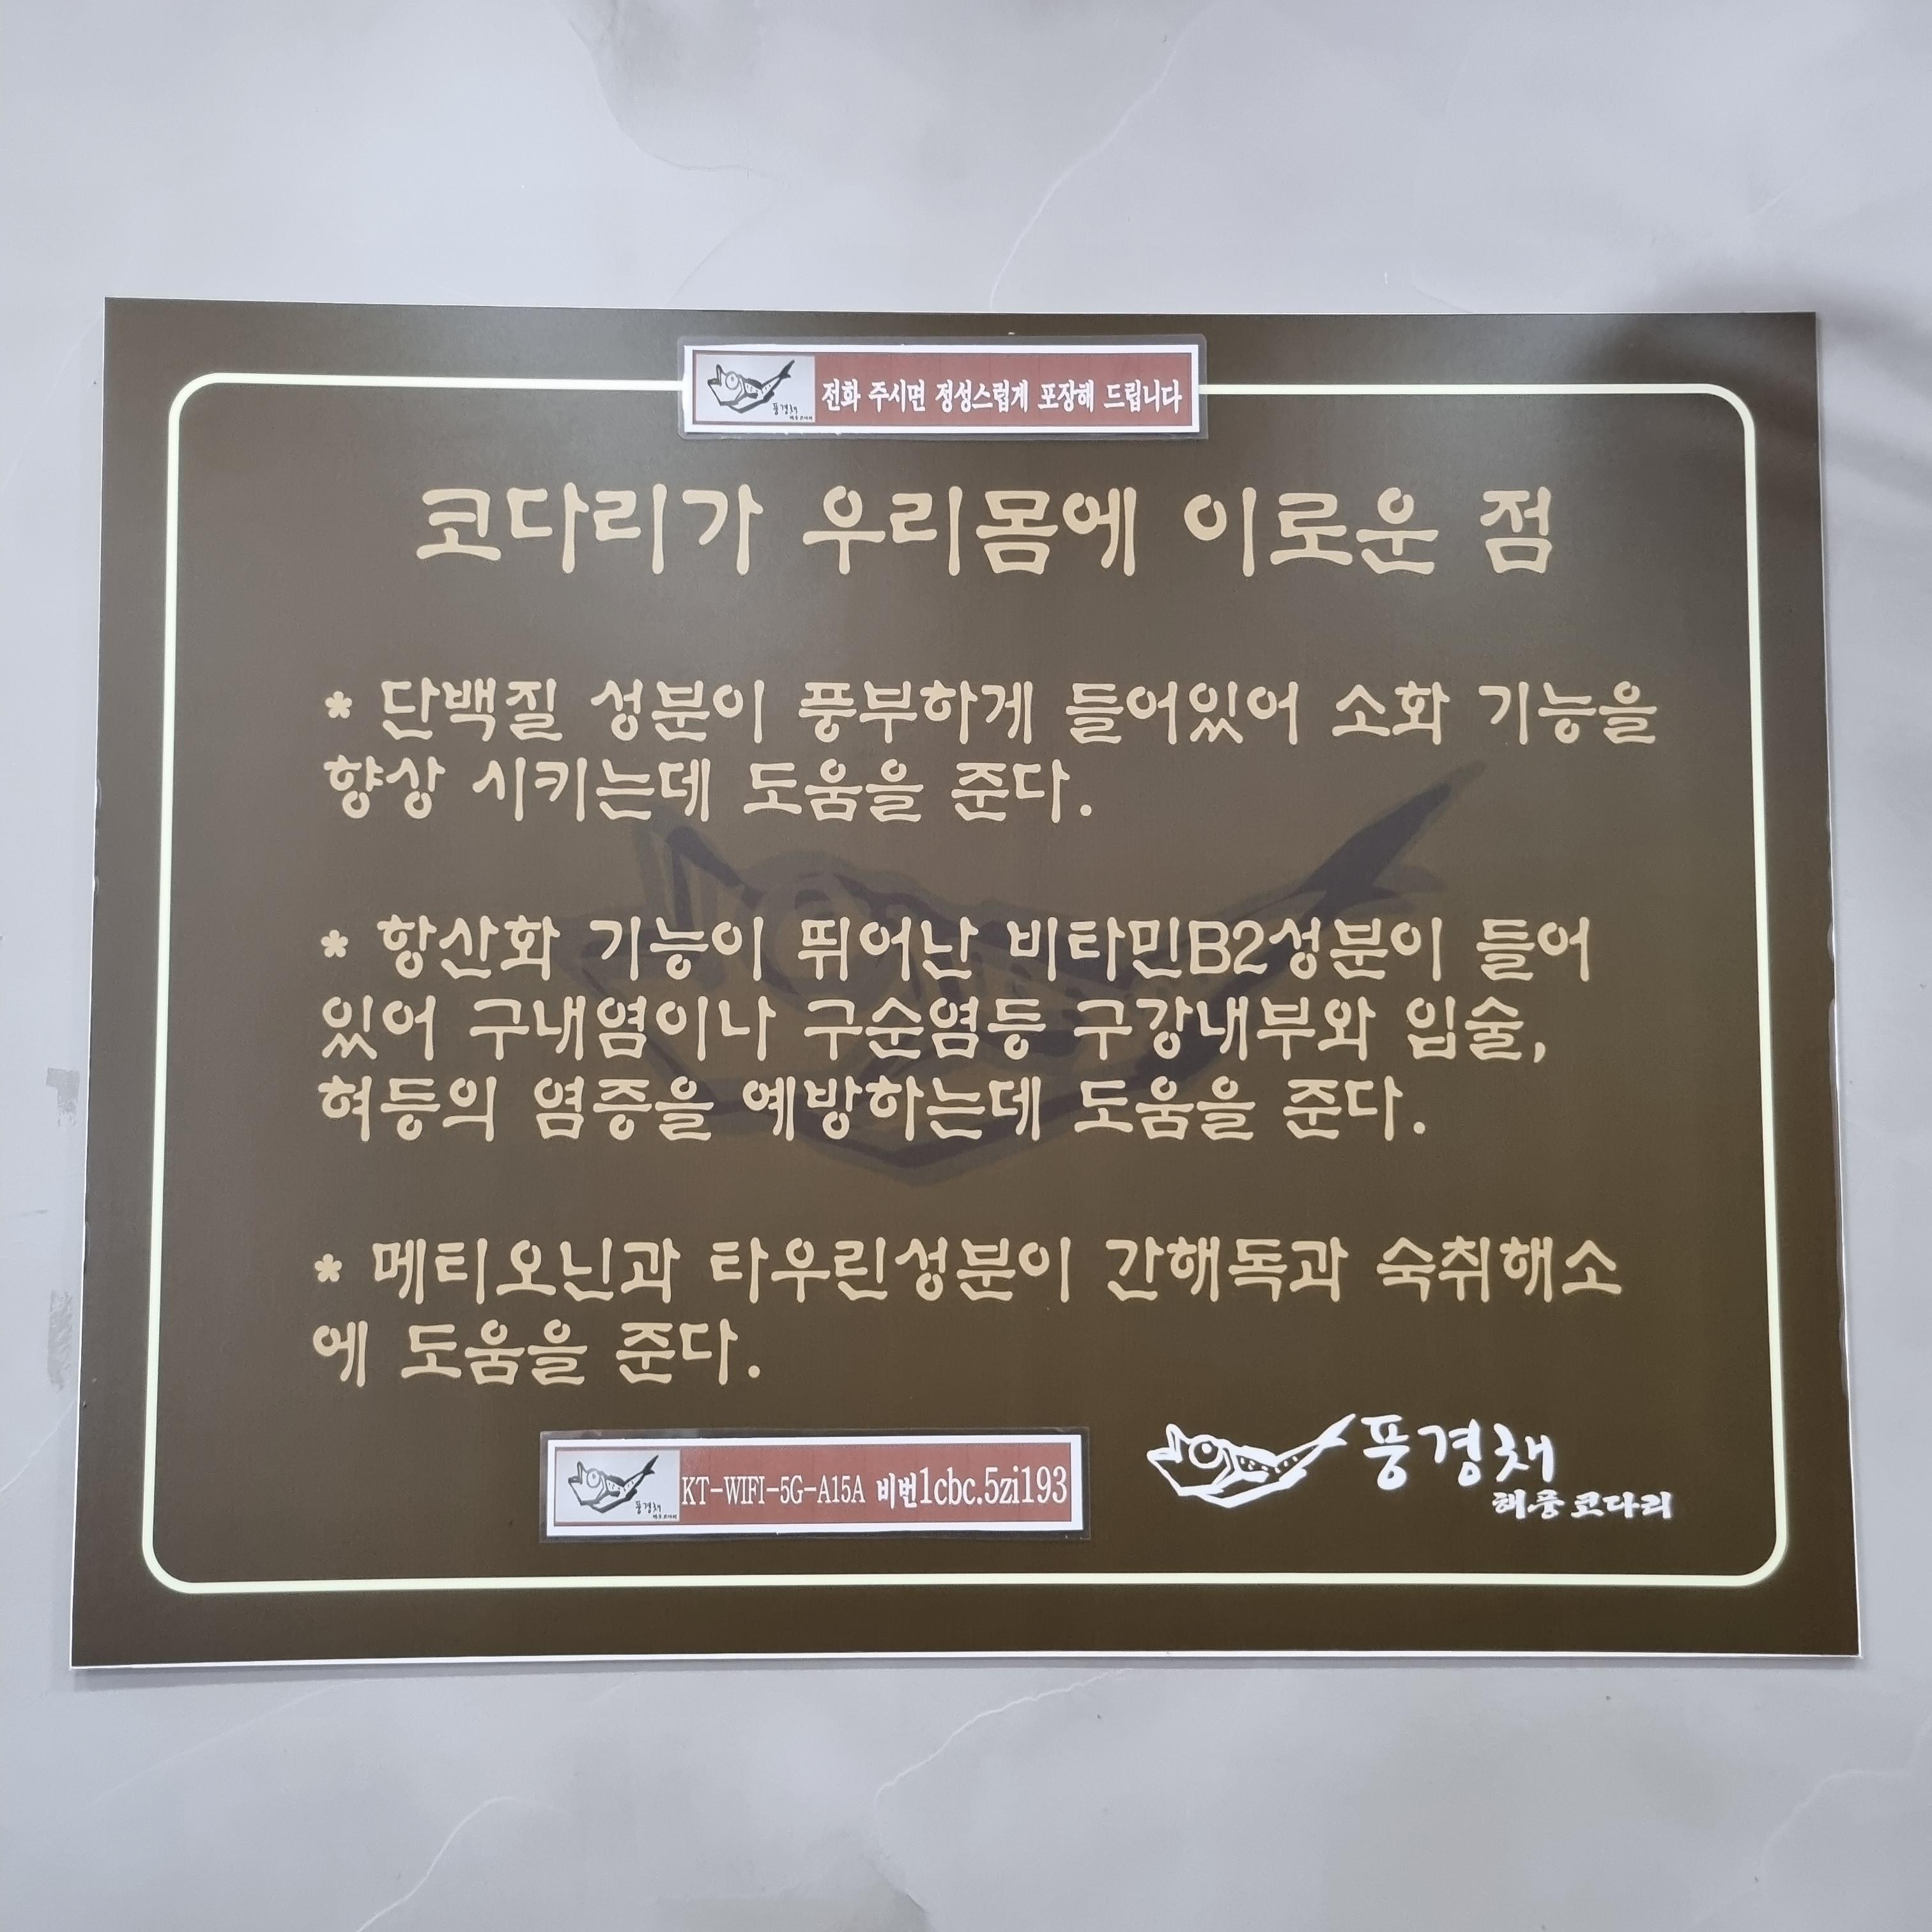 전화 주시면 정성스럽게 포장해 드립니다
코다리가 우리몸에 이로운 점
* 단백질 성분이 풍부하게 들어있어 소화 기능을
향상 시키는데 도움을 준다.
* 항산화 기능이 뛰어난 비타민B2성분이 들어
있어 구내염이나 구순염등 구강내부와 입술,
혀등의 염증을 예방하는데 도움을 준다.
* 메티오닌과 타우린성분이 간해독과 숙취해소
에 도움을 준다.
KT-WIFI-5G-A15A 비번1cbc.5zi193
풍경채
해풍 코다리